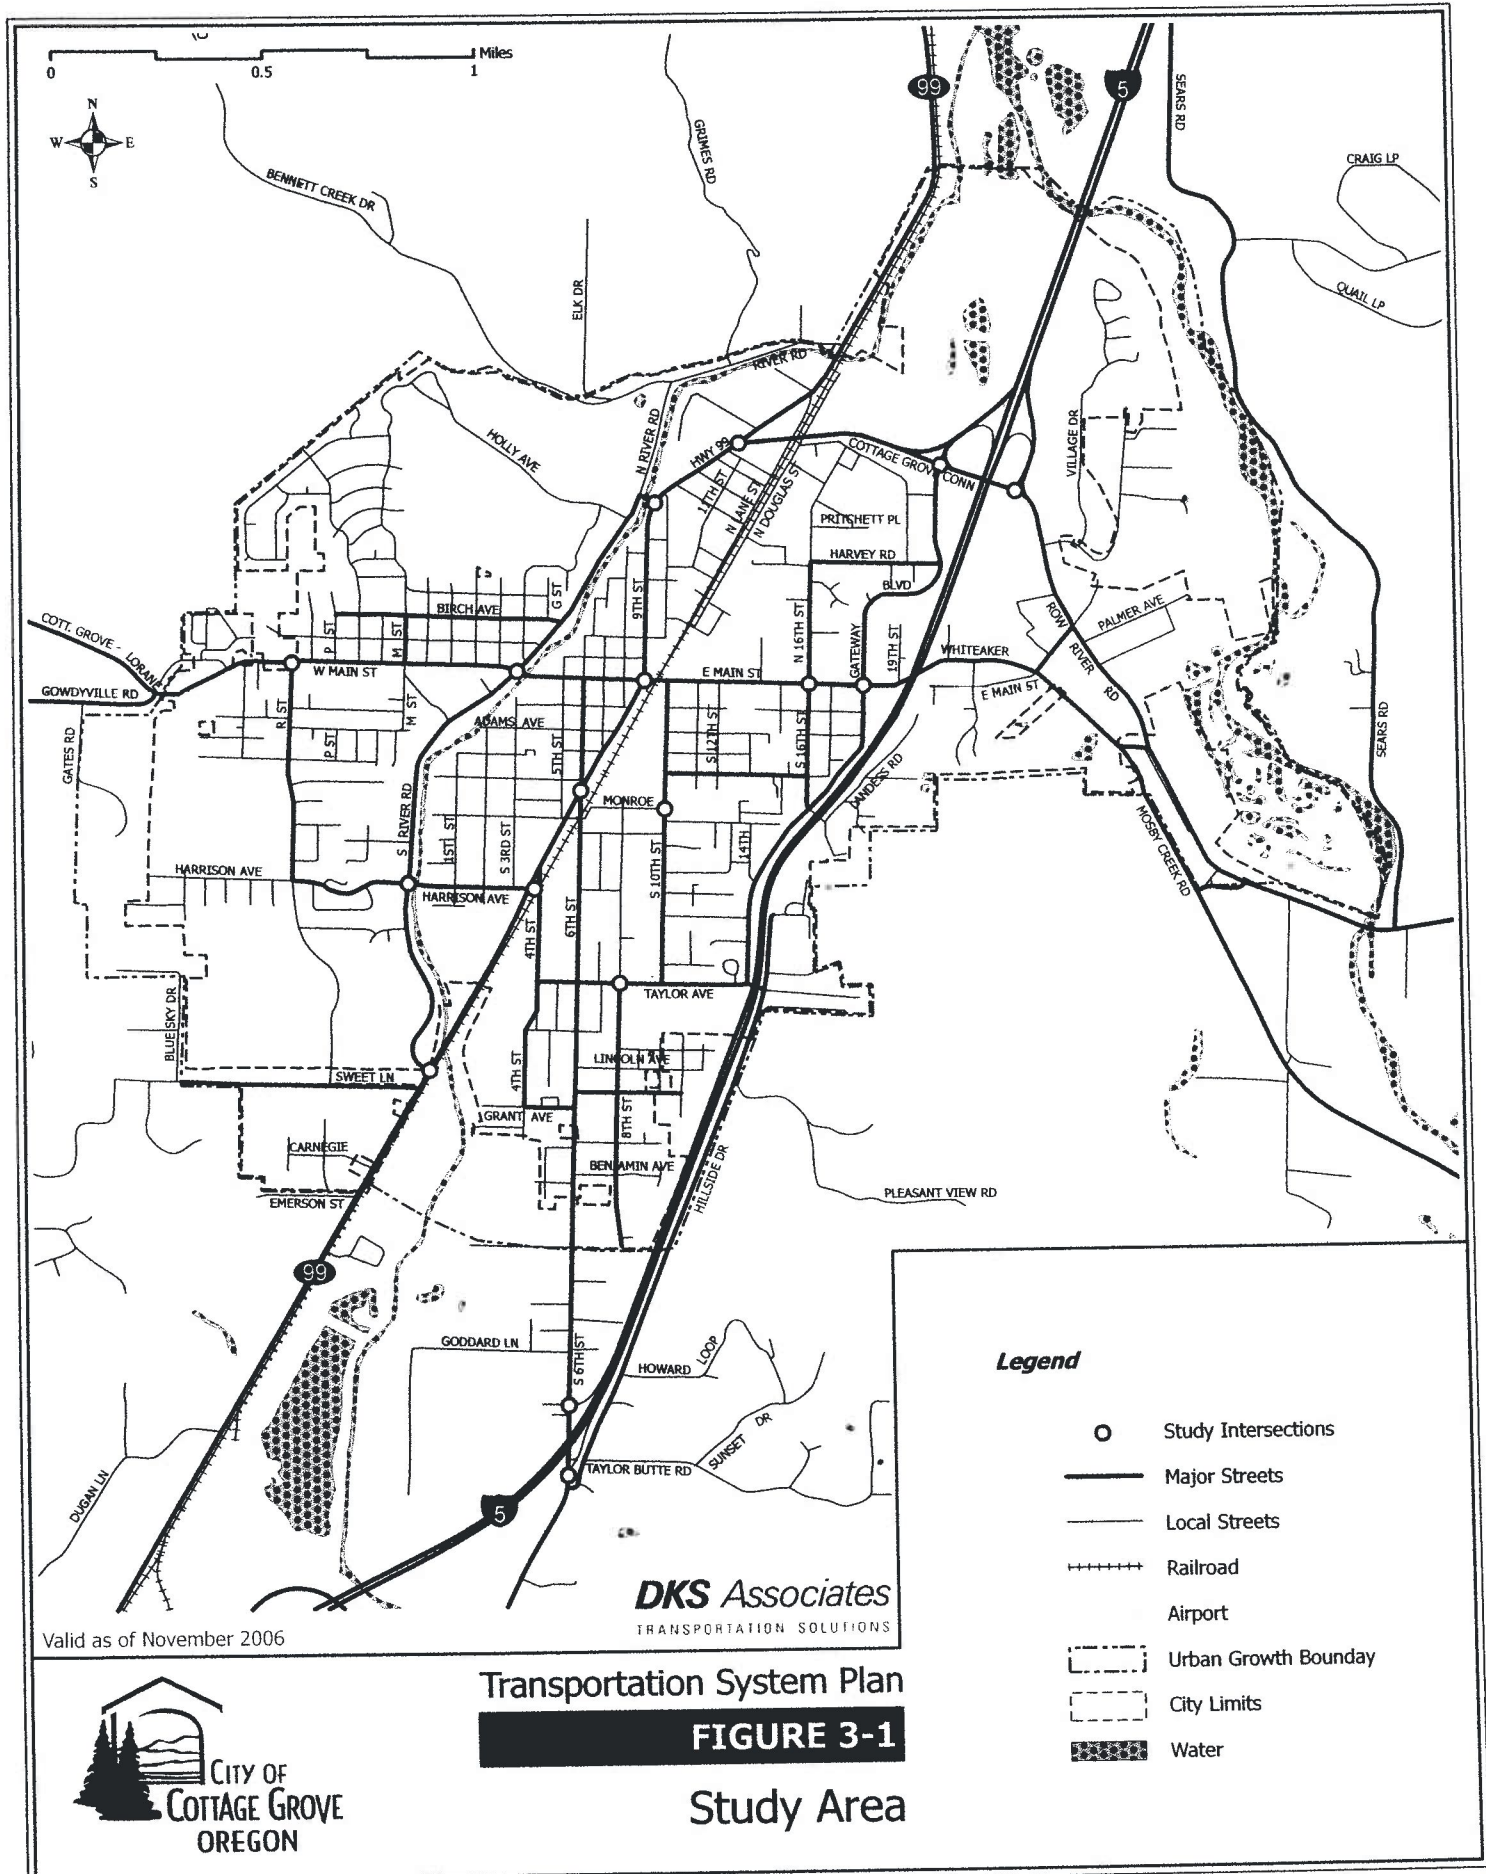 0 0.5 1 Miles
N
W E
S
99
5
SEARS RD
CRAIG LP
QUAIL LP
GRIMES RD
BENNETT CREEK DR
ELK DR
RIVER RD
N RIVER RD
HOLLY AVE
HWY 99
COTTAGE GROVE CONN
VILLAGE DR
11TH ST
N LANE ST
N DOUGLAS ST
PRITCHETT PL
HARVEY RD
BLVD
G ST
BIRCH AVE
9TH ST
N 16TH ST
GATEWAY
19TH ST
ROW RIVER RD
PALMER AVE
COTT. GROVE - LORANE
P ST
M ST
W MAIN ST
E MAIN ST
WHITEAKER
E MAIN ST
GOWDYVILLE RD
GATES RD
R ST
P ST
M ST
ADAMS AVE
5TH ST
S 12TH ST
S 16TH ST
LANDESS RD
SEARS RD
S RIVER RD
1ST ST
S 3RD ST
MONROE
14TH
MOSBY CREEK RD
HARRISON AVE
HARRISON AVE
S 10TH ST
6TH ST
4TH ST
TAYLOR AVE
BLUE SKY DR
SWEET LN
4TH ST
LINCOLN AVE
GRANT AVE
8TH ST
CARNEGIE
BENJAMIN AVE
HILLSIDE DR
PLEASANT VIEW RD
EMERSON ST
99
GODDARD LN
S 6TH ST
HOWARD LOOP
SUNSET DR
TAYLOR BUTTE RD
DUGAN LN
5
DKS Associates
TRANSPORTATION SOLUTIONS
Valid as of November 2006
Legend
Study Intersections
Major Streets
Local Streets
Railroad
Airport
Urban Growth Bounday
City Limits
Water
CITY OF
COTTAGE GROVE
OREGON
Transportation System Plan
FIGURE 3-1
Study Area